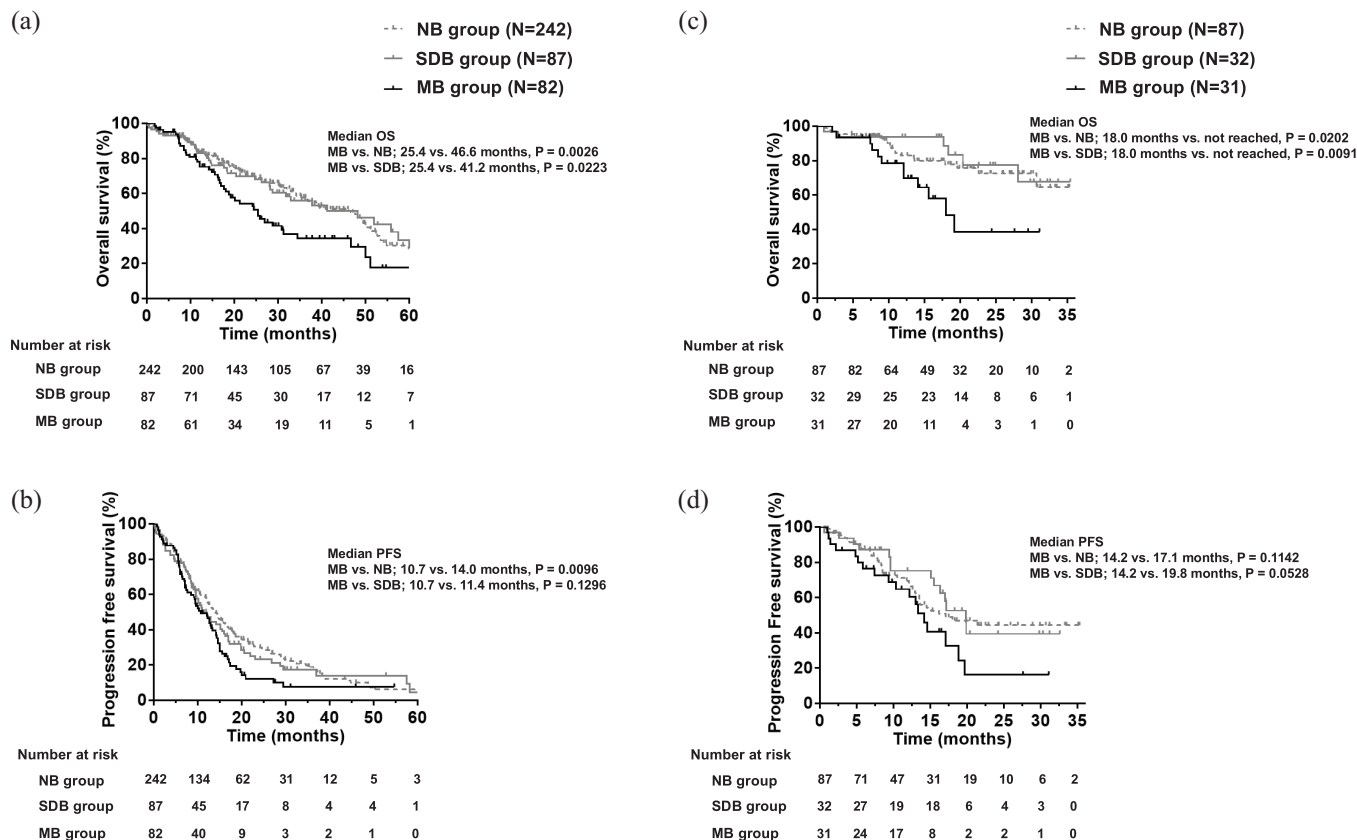 (a)
NB group (N=242)
SDB group (N=87)
MB group (N=82)
Median OS
MB vs. NB; 25.4 vs. 46.6 months, P = 0.0026
MB vs. SDB; 25.4 vs. 41.2 months, P = 0.0223
Overall survival (%)
100
80
60
40
20
0
0 10 20 30 40 50 60
Time (months)
Number at risk
NB group 242 200 143 105 67 39 16
SDB group 87 71 45 30 17 12 7
MB group 82 61 34 19 11 5 1
(c)
NB group (N=87)
SDB group (N=32)
MB group (N=31)
Median OS
MB vs. NB; 18.0 months vs. not reached, P = 0.0202
MB vs. SDB; 18.0 months vs. not reached, P = 0.0091
Overall survival (%)
100
80
60
40
20
0
0 5 10 15 20 25 30 35
Time (months)
Number at risk
NB group 87 82 64 49 32 20 10 2
SDB group 32 29 25 23 14 8 6 1
MB group 31 27 20 11 4 3 1 0
(b)
Median PFS
MB vs. NB; 10.7 vs. 14.0 months, P = 0.0096
MB vs. SDB; 10.7 vs. 11.4 months, P = 0.1296
Progression free survival (%)
100
80
60
40
20
0
0 10 20 30 40 50 60
Time (months)
Number at risk
NB group 242 134 62 31 12 5 3
SDB group 87 45 17 8 4 4 1
MB group 82 40 9 3 2 1 0
(d)
Median PFS
MB vs. NB; 14.2 vs. 17.1 months, P = 0.1142
MB vs. SDB; 14.2 vs. 19.8 months, P = 0.0528
Progression Free survival (%)
100
80
60
40
20
0
0 5 10 15 20 25 30 35
Time (months)
Number at risk
NB group 87 71 47 31 19 10 6 2
SDB group 32 27 19 18 6 4 3 0
MB group 31 24 17 8 2 2 1 0